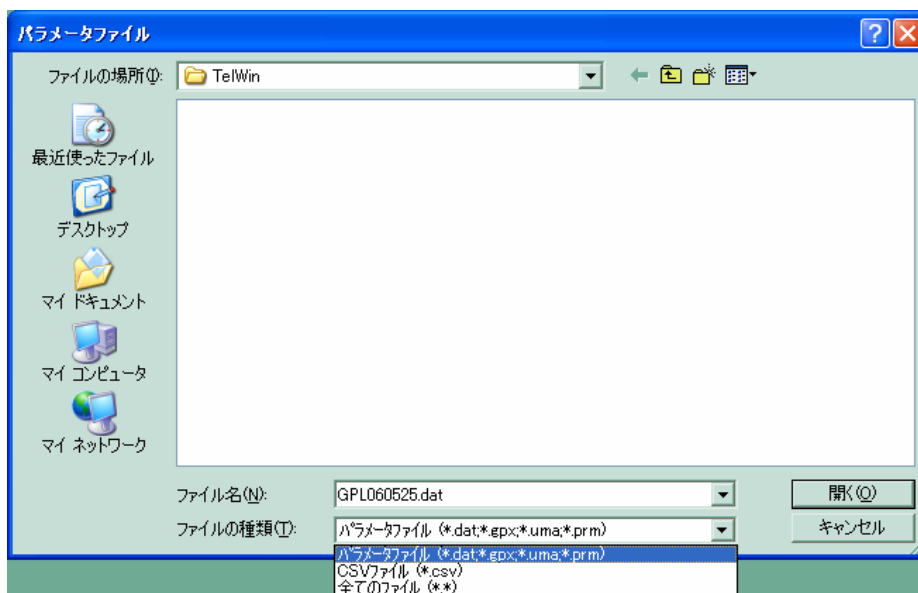 パラメータファイル
ファイルの場所(I):
TelWin
最近使ったファイル
デスクトップ
マイ ドキュメント
マイ コンピュータ
マイ ネットワーク
ファイル名(N):
GPL060525.dat
開く(O)
ファイルの種類(T):
パラメータファイル (*.dat;*.gpx;*.uma;*.prm)
キャンセル
パラメータファイル (*.dat;*.gpx;*.uma;*.prm)
CSVファイル (*.csv)
全てのファイル (*.*)